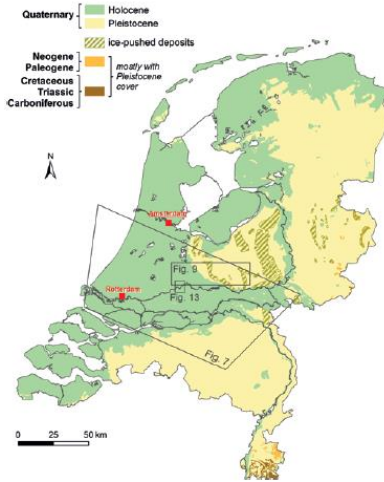 Quaternary
Holocene
Pleistocene
ice-pushed deposits
Neogene
Paleogene
Cretaceous
Triassic
Carboniferous
mostly with
Pleistocene
cover
N
Amsterdam
Fig. 9
Rotterdam
Fig. 13
Fig. 7
0 25 50 km